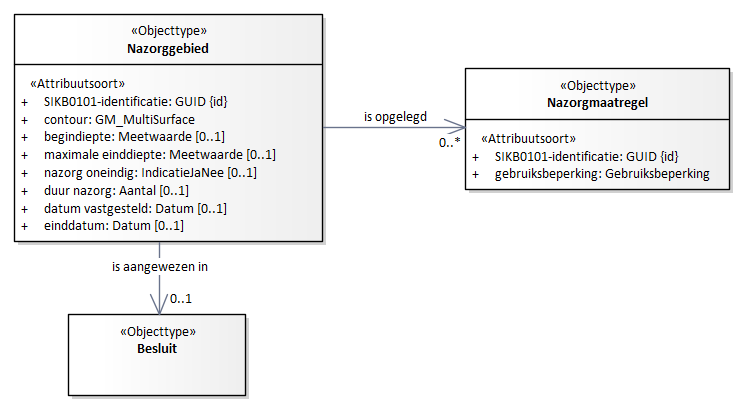 «Objecttype»
Nazorggebied
«Attribuutsoort»
+ SIKB0101-identificatie: GUID {id}
+ contour: GM_MultiSurface
+ begindiepte: Meetwaarde [0..1]
+ maximale einddiepte: Meetwaarde [0..1]
+ nazorg oneindig: IndicatieJaNee [0..1]
+ duur nazorg: Aantal [0..1]
+ datum vastgesteld: Datum [0..1]
+ einddatum: Datum [0..1]
is opgelegd
0..*
«Objecttype»
Nazorgmaatregel
«Attribuutsoort»
+ SIKB0101-identificatie: GUID {id}
+ gebruiksbeperking: Gebruiksbeperking
is aangewezen in
0..1
«Objecttype»
Besluit